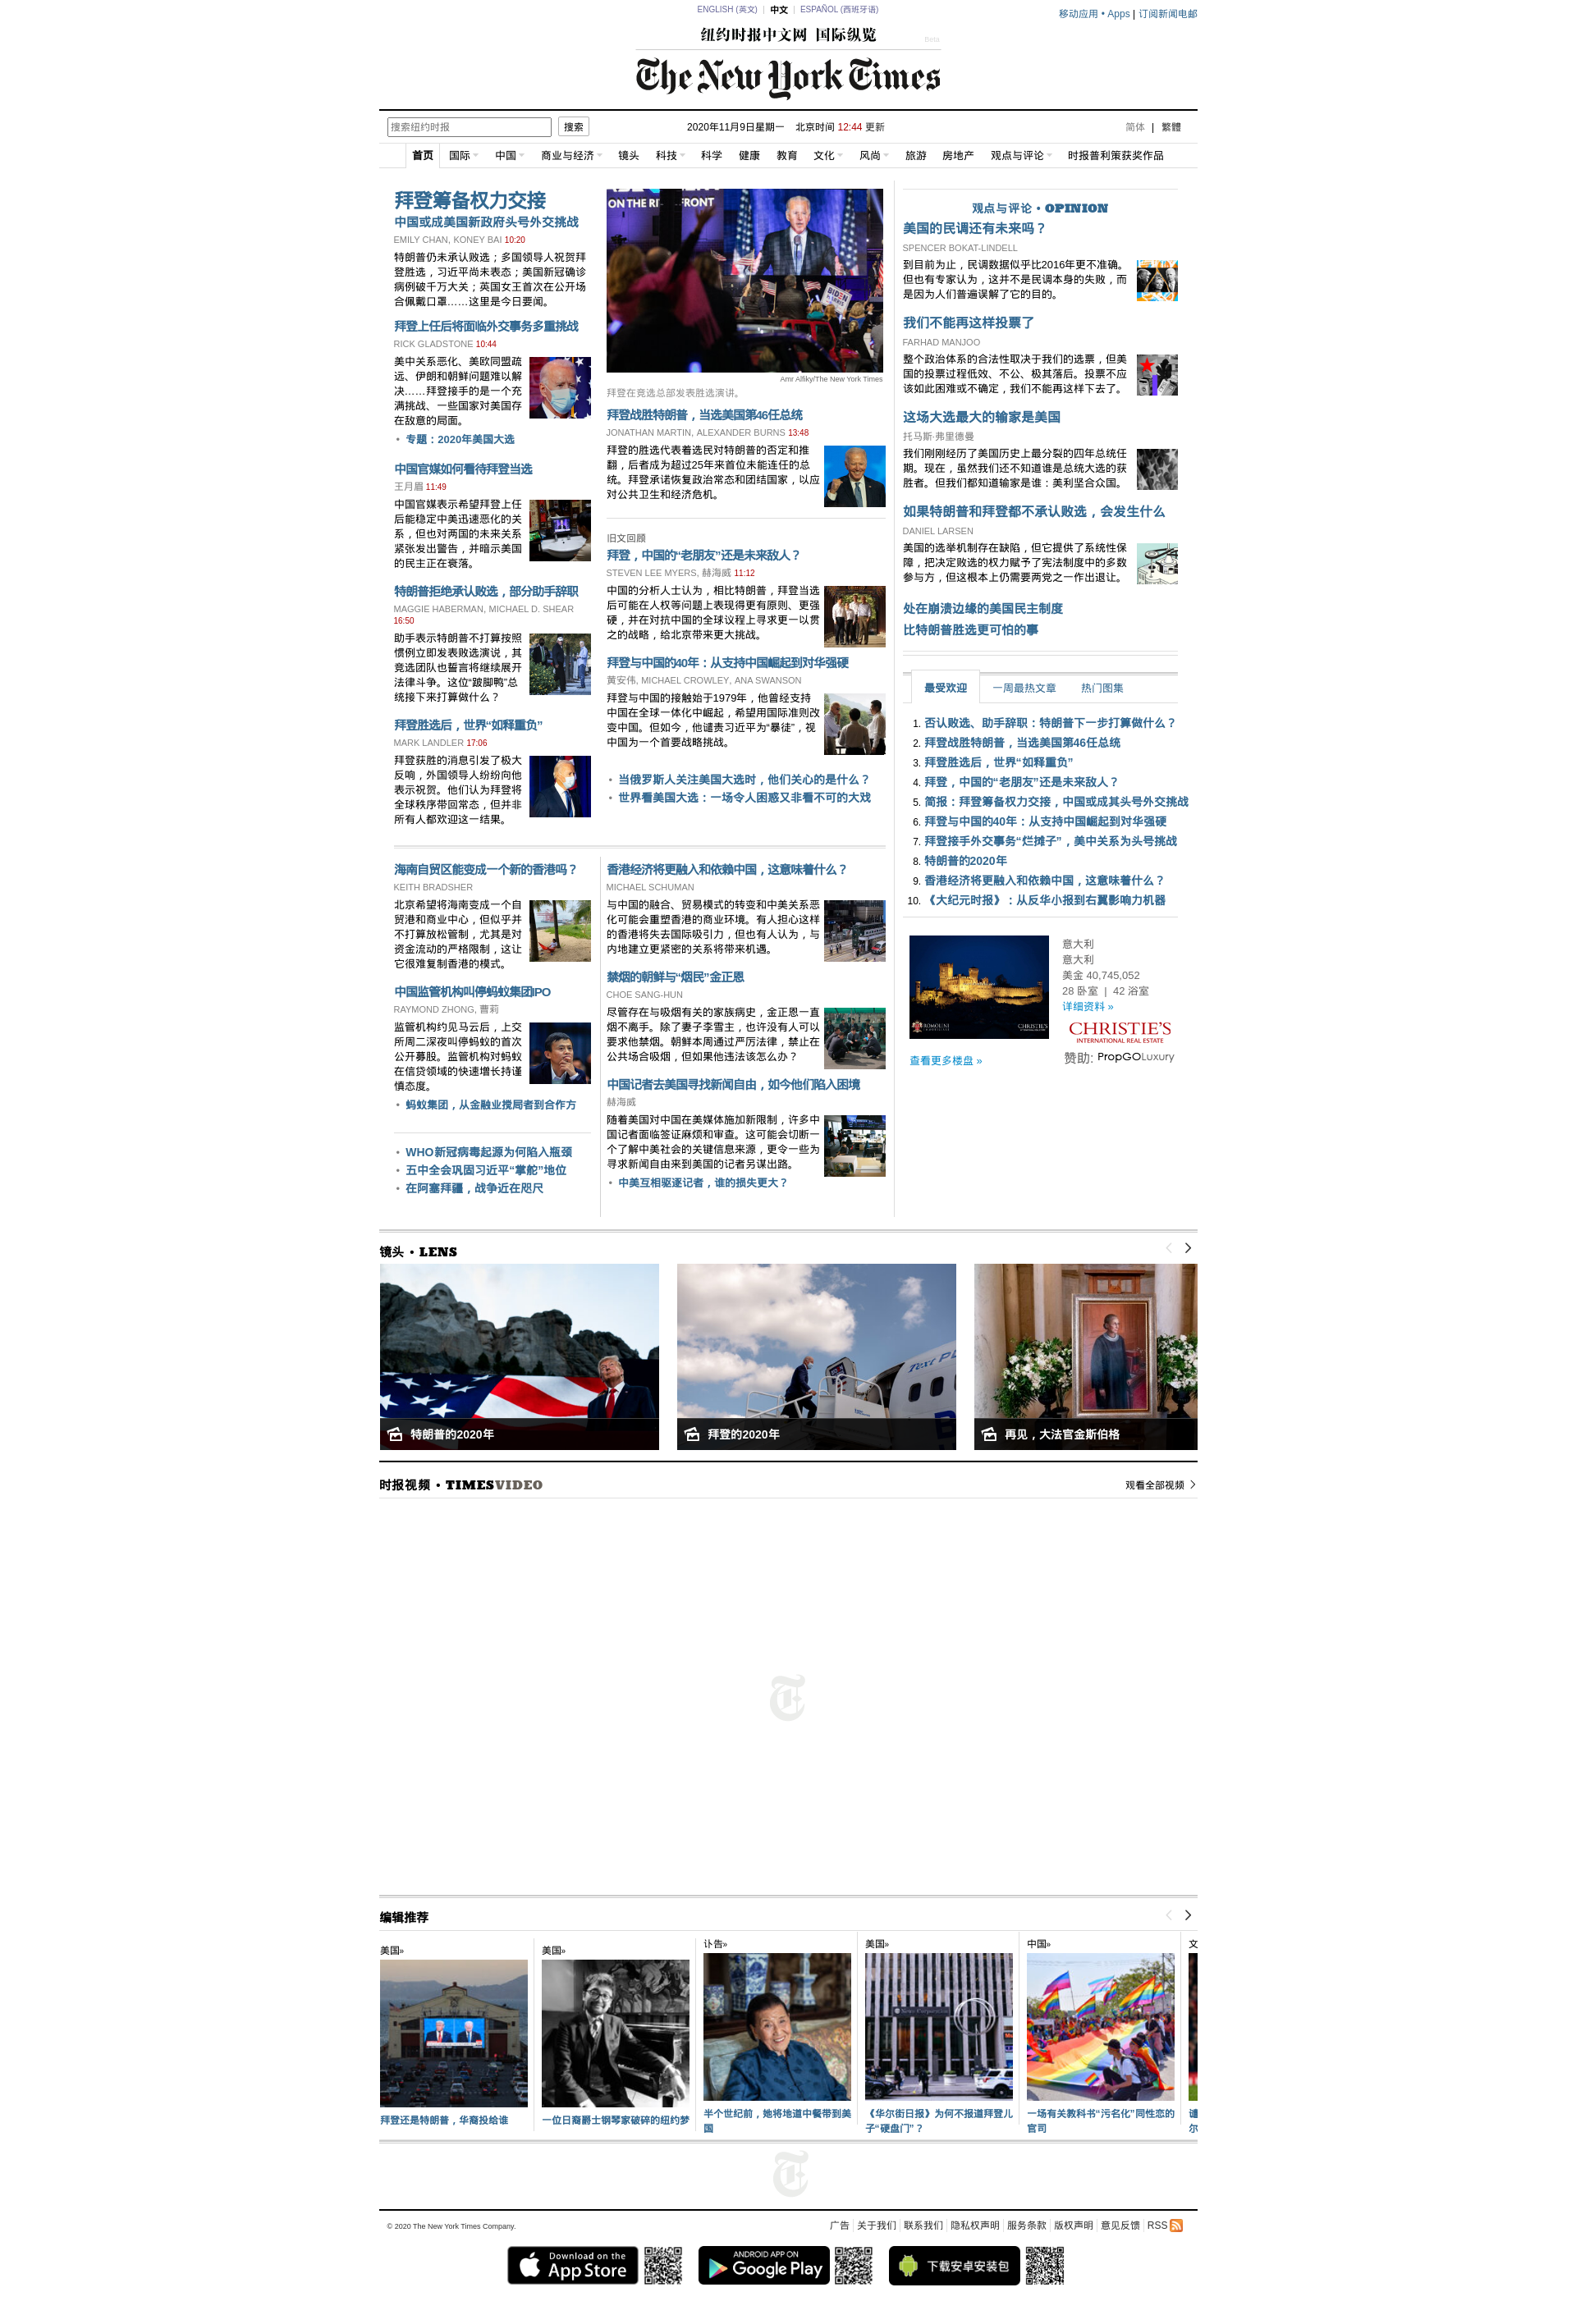 ENGLISH (英文) | 中文 | ESPAÑOL (西班牙语)
移动应用 • Apps | 订阅新闻电邮
纽约时报中文网 国际纵览
Beta
The New York Times
搜索纽约时报 搜索
2020年11月9日星期一 北京时间 12:44 更新
简体 | 繁體
首页 国际 中国 商业与经济 镜头 科技 科学 健康 教育 文化 风尚 旅游 房地产 观点与评论 时报普利策获奖作品
拜登筹备权力交接
中国或成美国新政府头号外交挑战
EMILY CHAN, KONEY BAI 10:20
特朗普仍未承认败选；多国领导人祝贺拜
登胜选，习近平尚未表态；美国新冠确诊
病例破千万大关；英国女王首次在公开场
合佩戴口罩……这里是今日要闻。
拜登上任后将面临外交事务多重挑战
RICK GLADSTONE 10:44
美中关系恶化、美欧同盟疏
远、伊朗和朝鲜问题难以解
决……拜登接手的是一个充
满挑战、一些国家对美国存
在敌意的局面。
• 专题：2020年美国大选
中国官媒如何看待拜登当选
王月眉 11:49
中国官媒表示希望拜登上任
后能稳定中美迅速恶化的关
系，但也对两国的未来关系
紧张发出警告，并暗示美国
的民主正在衰落。
特朗普拒绝承认败选，部分助手辞职
MAGGIE HABERMAN, MICHAEL D. SHEAR
16:50
助手表示特朗普不打算按照
惯例立即发表败选演说，其
竞选团队也誓言将继续展开
法律斗争。这位“跛脚鸭”总
统接下来打算做什么？
拜登胜选后，世界“如释重负”
MARK LANDLER 17:06
拜登获胜的消息引发了极大
反响，外国领导人纷纷向他
表示祝贺。他们认为拜登将
全球秩序带回常态，但并非
所有人都欢迎这一结果。
ON THE RI FRONT
BIDEN
Amr Alfiky/The New York Times
拜登在竞选总部发表胜选演讲。
拜登战胜特朗普，当选美国第46任总统
JONATHAN MARTIN, ALEXANDER BURNS 13:48
拜登的胜选代表着选民对特朗普的否定和推
翻，后者成为超过25年来首位未能连任的总
统。拜登承诺恢复政治常态和团结国家，以应
对公共卫生和经济危机。
旧文回顾
拜登，中国的“老朋友”还是未来敌人？
STEVEN LEE MYERS, 赫海威 11:12
中国的分析人士认为，相比特朗普，拜登当选
后可能在人权等问题上表现得更有原则、更强
硬，并在对抗中国的全球议程上寻求更一以贯
之的战略，给北京带来更大挑战。
拜登与中国的40年：从支持中国崛起到对华强硬
黄安伟, MICHAEL CROWLEY, ANA SWANSON
拜登与中国的接触始于1979年，他曾经支持
中国在全球一体化中崛起，希望用国际准则改
变中国。但如今，他谴责习近平为“暴徒”，视
中国为一个首要战略挑战。
• 当俄罗斯人关注美国大选时，他们关心的是什么？
• 世界看美国大选：一场令人困惑又非看不可的大戏
观点与评论 • OPINION
美国的民调还有未来吗？
SPENCER BOKAT-LINDELL
到目前为止，民调数据似乎比2016年更不准确。
但也有专家认为，这并不是民调本身的失败，而
是因为人们普遍误解了它的目的。
我们不能再这样投票了
FARHAD MANJOO
整个政治体系的合法性取决于我们的选票，但美
国的投票过程低效、不公、极其落后。投票不应
该如此困难或不确定，我们不能再这样下去了。
这场大选最大的输家是美国
托马斯·弗里德曼
我们刚刚经历了美国历史上最分裂的四年总统任
期。现在，虽然我们还不知道谁是总统大选的获
胜者。但我们都知道输家是谁：美利坚合众国。
如果特朗普和拜登都不承认败选，会发生什么
DANIEL LARSEN
美国的选举机制存在缺陷，但它提供了系统性保
障，把决定败选的权力赋予了宪法制度中的多数
参与方，但这根本上仍需要两党之一作出退让。
处在崩溃边缘的美国民主制度
比特朗普胜选更可怕的事
最受欢迎 一周最热文章 热门图集
1. 否认败选、助手辞职：特朗普下一步打算做什么？
2. 拜登战胜特朗普，当选美国第46任总统
3. 拜登胜选后，世界“如释重负”
4. 拜登，中国的“老朋友”还是未来敌人？
5. 简报：拜登筹备权力交接，中国或成其头号外交挑战
6. 拜登与中国的40年：从支持中国崛起到对华强硬
7. 拜登接手外交事务“烂摊子”，美中关系为头号挑战
8. 特朗普的2020年
9. 香港经济将更融入和依赖中国，这意味着什么？
10. 《大纪元时报》：从反华小报到右翼影响力机器
ROMOLINI
CHRISTIE'S
意大利
意大利
美金 40,745,052
28 卧室 | 42 浴室
详细资料 »
CHRISTIE'S
INTERNATIONAL REAL ESTATE
赞助: PropGOLuxury
查看更多楼盘 »
海南自贸区能变成一个新的香港吗？
KEITH BRADSHER
北京希望将海南变成一个自
贸港和商业中心，但似乎并
不打算放松管制，尤其是对
资金流动的严格限制，这让
它很难复制香港的模式。
中国监管机构叫停蚂蚁集团IPO
RAYMOND ZHONG, 曹莉
监管机构约见马云后，上交
所周二深夜叫停蚂蚁的首次
公开募股。监管机构对蚂蚁
在信贷领域的快速增长持谨
慎态度。
• 蚂蚁集团，从金融业搅局者到合作方
• WHO新冠病毒起源为何陷入瓶颈
• 五中全会巩固习近平“掌舵”地位
• 在阿塞拜疆，战争近在咫尺
香港经济将更融入和依赖中国，这意味着什么？
MICHAEL SCHUMAN
与中国的融合、贸易模式的转变和中美关系恶
化可能会重塑香港的商业环境。有人担心这样
的香港将失去国际吸引力，但也有人认为，与
内地建立更紧密的关系将带来机遇。
禁烟的朝鲜与“烟民”金正恩
CHOE SANG-HUN
尽管存在与吸烟有关的家族病史，金正恩一直
烟不离手。除了妻子李雪主，也许没有人可以
要求他禁烟。朝鲜本周通过严厉法律，禁止在
公共场合吸烟，但如果他违法该怎么办？
中国记者去美国寻找新闻自由，如今他们陷入困境
赫海威
随着美国对中国在美媒体施加新限制，许多中
国记者面临签证麻烦和审查。这可能会切断一
个了解中美社会的关键信息来源，更令一些为
寻求新闻自由来到美国的记者另谋出路。
• 中美互相驱逐记者，谁的损失更大？
镜头 • LENS
Text P
特朗普的2020年
拜登的2020年
再见，大法官金斯伯格
时报视频 • TIMESVIDEO
观看全部视频
编辑推荐
美国»
拜登还是特朗普，华裔投给谁
美国»
一位日裔爵士钢琴家破碎的纽约梦
讣告»
半个世纪前，她将地道中餐带到美
国
美国»
《华尔街日报》为何不报道拜登儿
子“硬盘门”？
中国»
一场有关教科书“污名化”同性恋的
官司
文
谴
尔
© 2020 The New York Times Company.
广告 | 关于我们 | 联系我们 | 隐私权声明 | 服务条款 | 版权声明 | 意见反馈 | RSS
Download on the
App Store
ANDROID APP ON
Google Play
下载安卓安装包